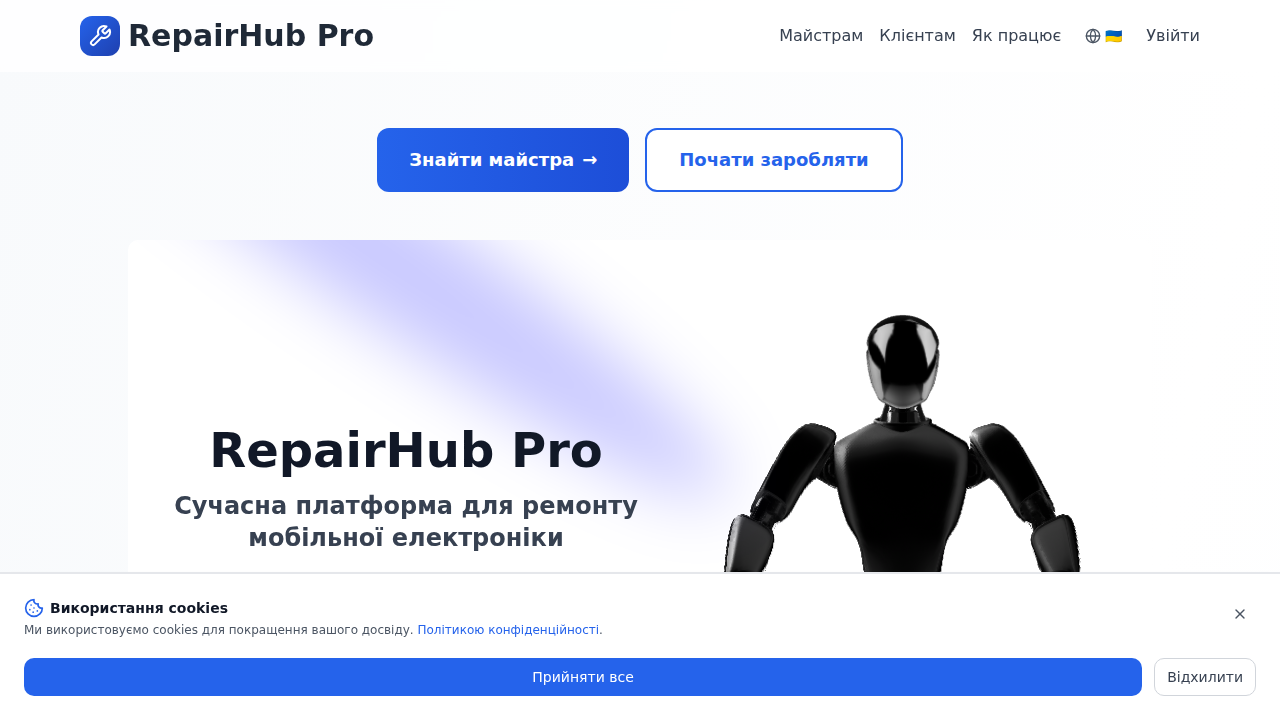 RepairHub Pro
Майстрам Клієнтам Як працює Увійти
Знайти майстра →
Почати заробляти
RepairHub Pro
Сучасна платформа для ремонту
мобільної електроніки
Використання cookies
Ми використовуємо cookies для покращення вашого досвіду. Політикою конфіденційності.
Прийняти все
Відхилити